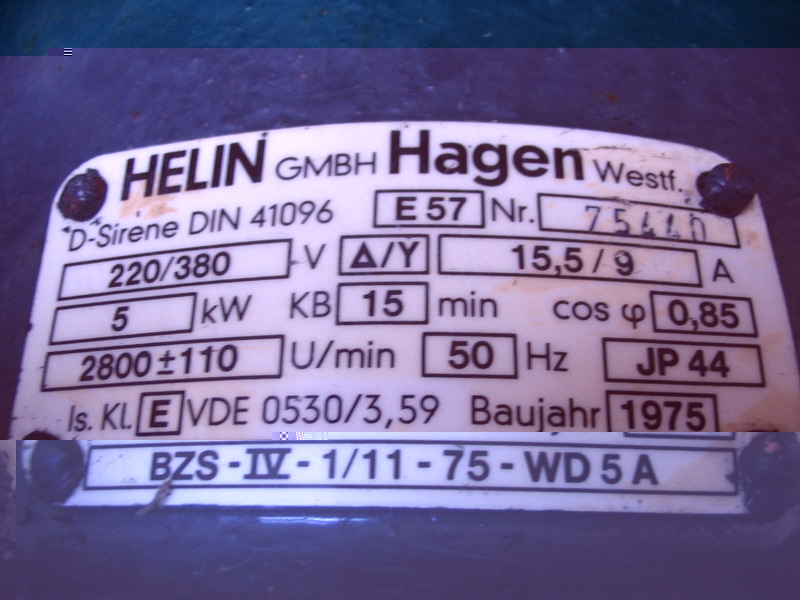 HELIN GMBH Hagen Westf.
D-Sirene DIN 41096 E 57 Nr. 75440
220/380 V Δ/Y 15,5/9 A
5 kW KB 15 min cos φ 0,85
2800±110 U/min 50 Hz JP 44
Is. Kl. E VDE 0530/3,59 Baujahr 1975
BZS-IV-1/11-75-WD 5 A